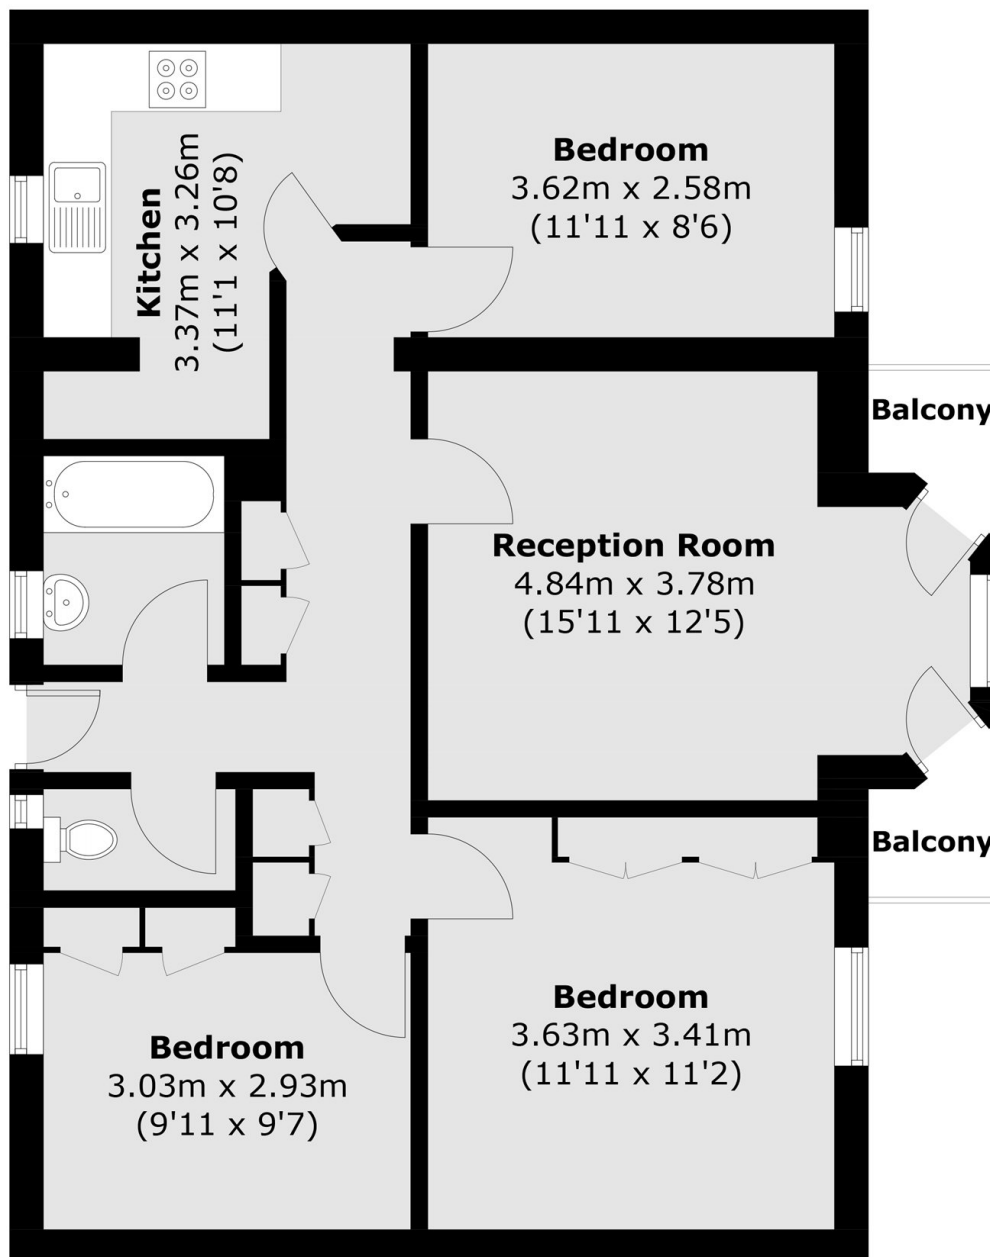 Kitchen
3.37m x 3.26m
(11'1 x 10'8)
Bedroom
3.62m x 2.58m
(11'11 x 8'6)
Balcony
Reception Room
4.84m x 3.78m
(15'11 x 12'5)
Balcony
Bedroom
3.63m x 3.41m
(11'11 x 11'2)
Bedroom
3.03m x 2.93m
(9'11 x 9'7)